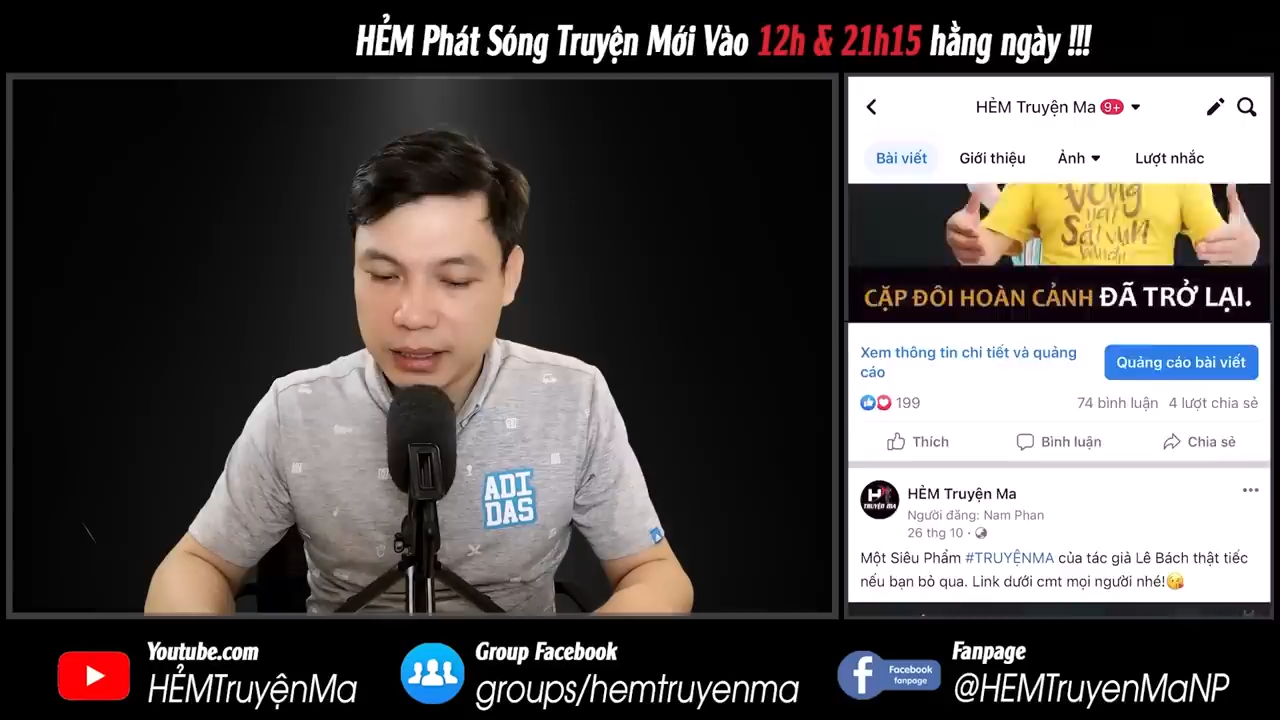 HẺM Phát Sóng Truyện Mới Vào 12h & 21h15 hằng ngày !!!
HẺM Truyện Ma 9+
Bài viết Giới thiệu Ảnh Lượt nhắc
CẶP ĐÔI HOÀN CẢNH ĐÃ TRỞ LẠI.
Xem thông tin chi tiết và quảng
cáo
Quảng cáo bài viết
199 74 bình luận 4 lượt chia sẻ
Thích Bình luận Chia sẻ
HẺM Truyện Ma
Người đăng: Nam Phan
26 thg 10
Một Siêu Phẩm #TRUYỆNMA của tác giả Lê Bách thật tiếc
nếu bạn bỏ qua. Link dưới cmt mọi người nhé!😘
ADI
DAS
Youtube.com
HẺMTruyệnMa
Group Facebook
groups/hemtruyenma
Facebook
fanpage
Fanpage
@HEMTruyenMaNP